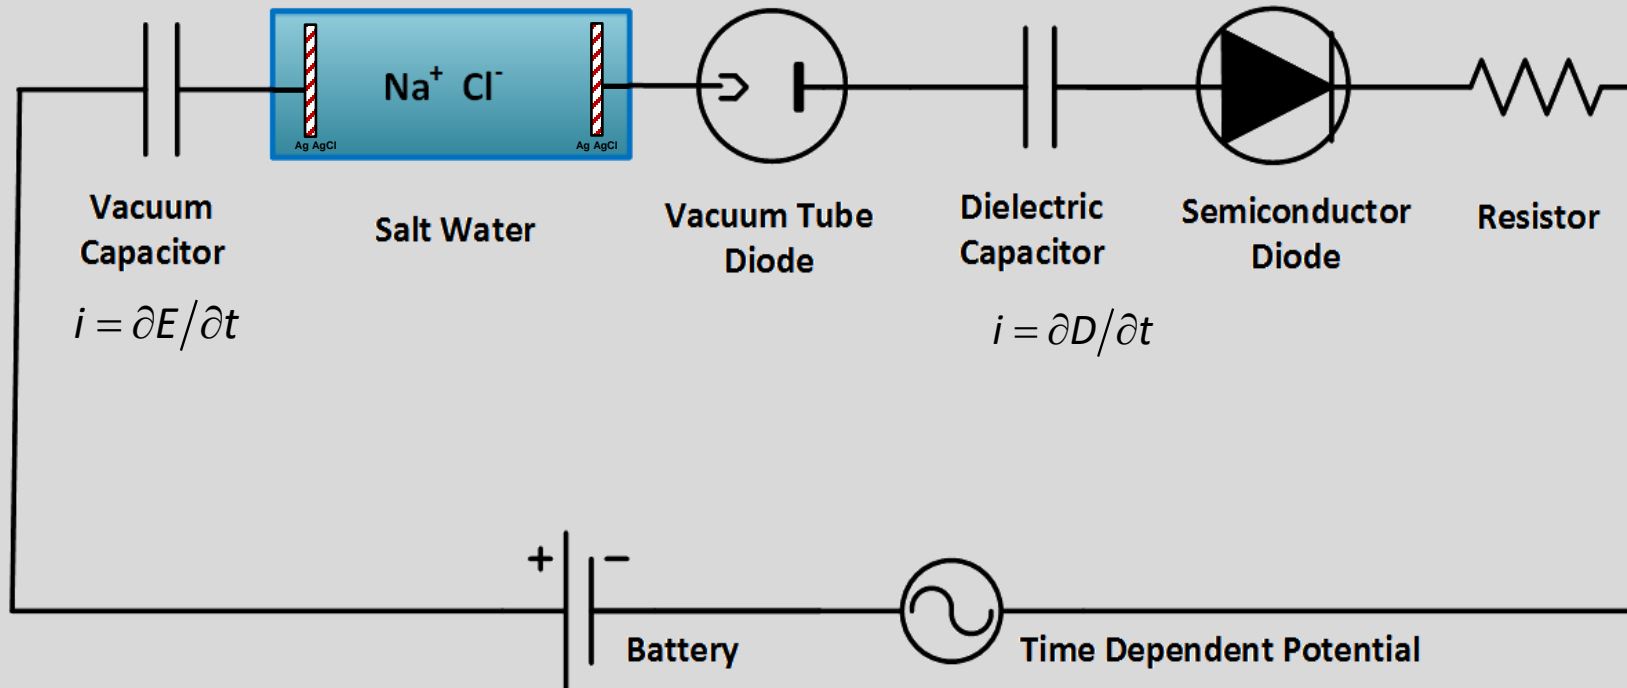 Na⁺ Cl⁻
Ag AgCl
Ag AgCl
Vacuum
Capacitor
Salt Water
Vacuum Tube
Diode
Dielectric
Capacitor
Semiconductor
Diode
Resistor
i = ∂E/∂t
i = ∂D/∂t
+ −
Battery
Time Dependent Potential